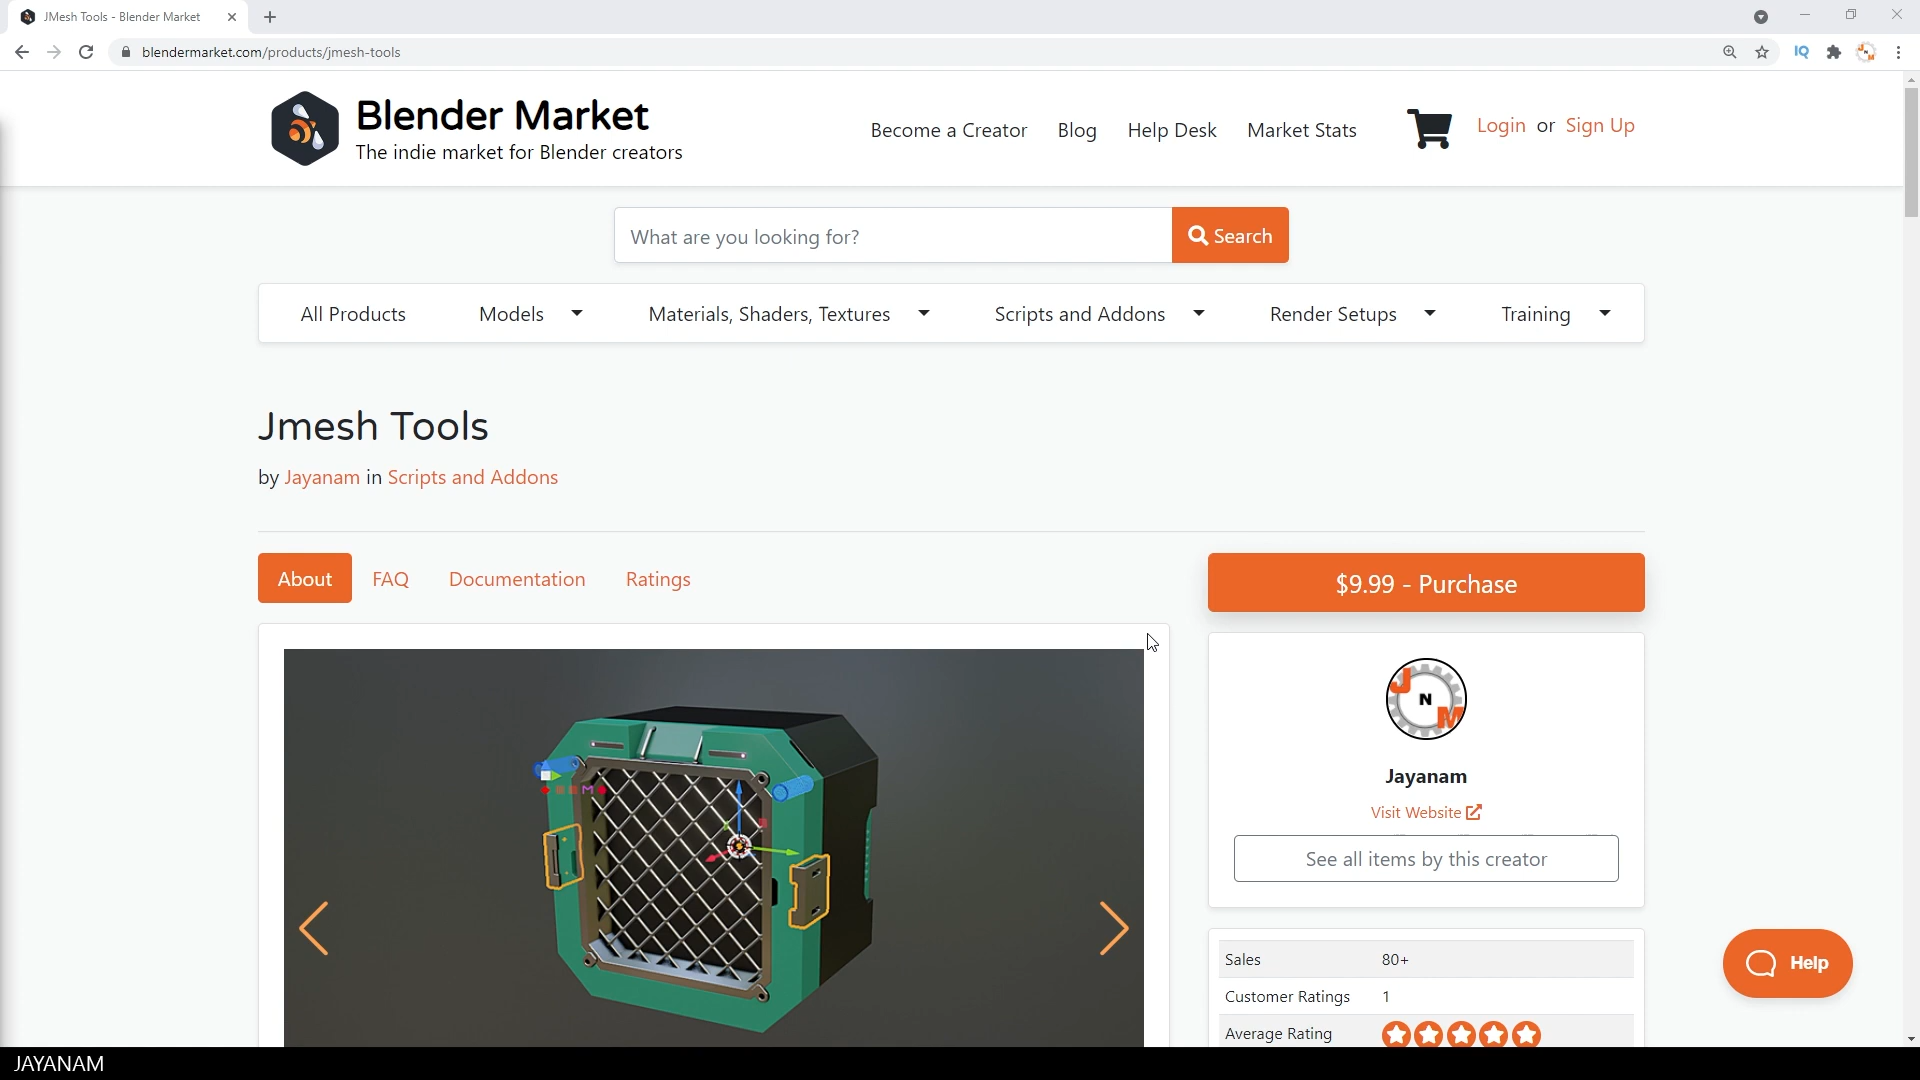 JMesh Tools - Blender Market
blendermarket.com/products/jmesh-tools
IQ
Blender Market
The indie market for Blender creators
Become a Creator
Blog
Help Desk
Market Stats
Login or Sign Up
What are you looking for?
Search
All Products
Models
Materials, Shaders, Textures
Scripts and Addons
Render Setups
Training
Jmesh Tools
by Jayanam in Scripts and Addons
About
FAQ
Documentation
Ratings
$9.99 - Purchase
J N M
Jayanam
Visit Website
See all items by this creator
Sales 80+
Customer Ratings 1
Average Rating
Help
JAYANAM